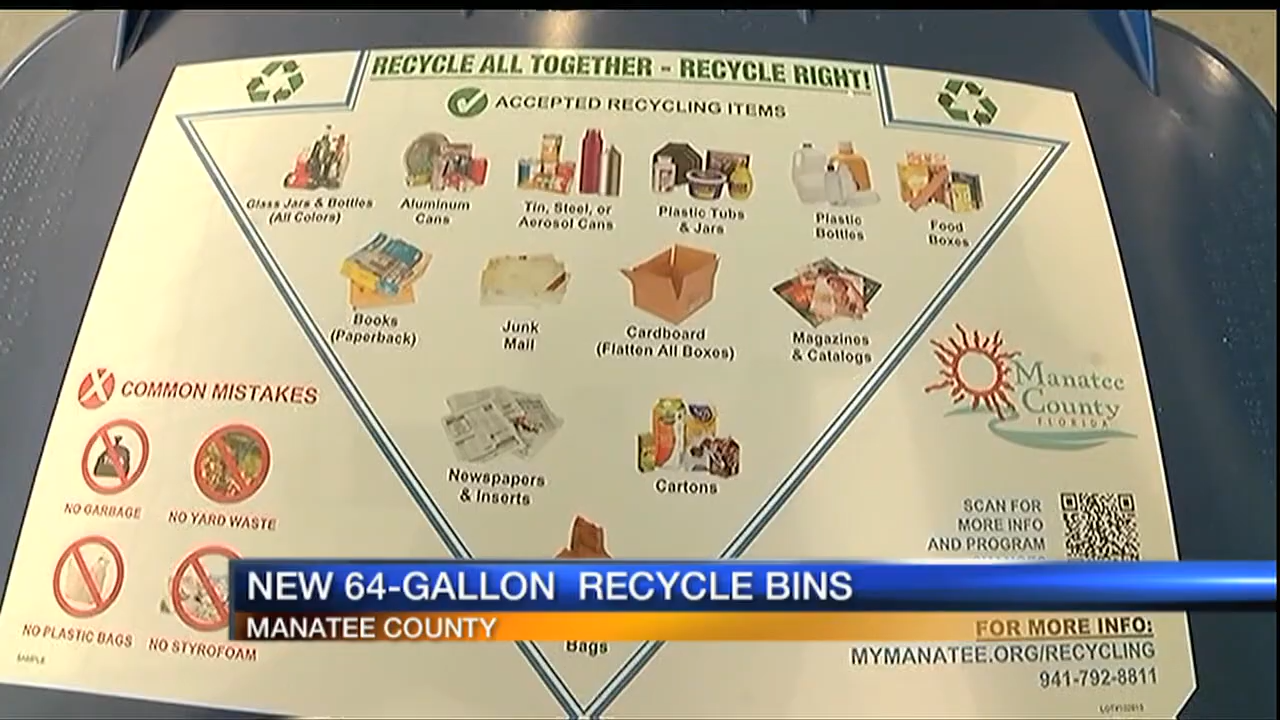 RECYCLE ALL TOGETHER - RECYCLE RIGHT!
ACCEPTED RECYCLING ITEMS
Glass Jars & Bottles
(All Colors)
Aluminum
Cans
Tin, Steel, or
Aerosol Cans
Plastic Tubs
& Jars
Plastic
Bottles
Food
Boxes
Books
(Paperback)
Junk
Mail
Cardboard
(Flatten All Boxes)
Magazines
& Catalogs
Newspapers
& Inserts
Cartons
Bags
COMMON MISTAKES
NO GARBAGE
NO YARD WASTE
NO PLASTIC BAGS
NO STYROFOAM
SAMPLE
Manatee
County
FLORIDA
SCAN FOR
MORE INFO
AND PROGRAM
FOR MORE INFO:
MYMANATEE.ORG/RECYCLING
941-792-8811
NEW 64-GALLON RECYCLE BINS
MANATEE COUNTY